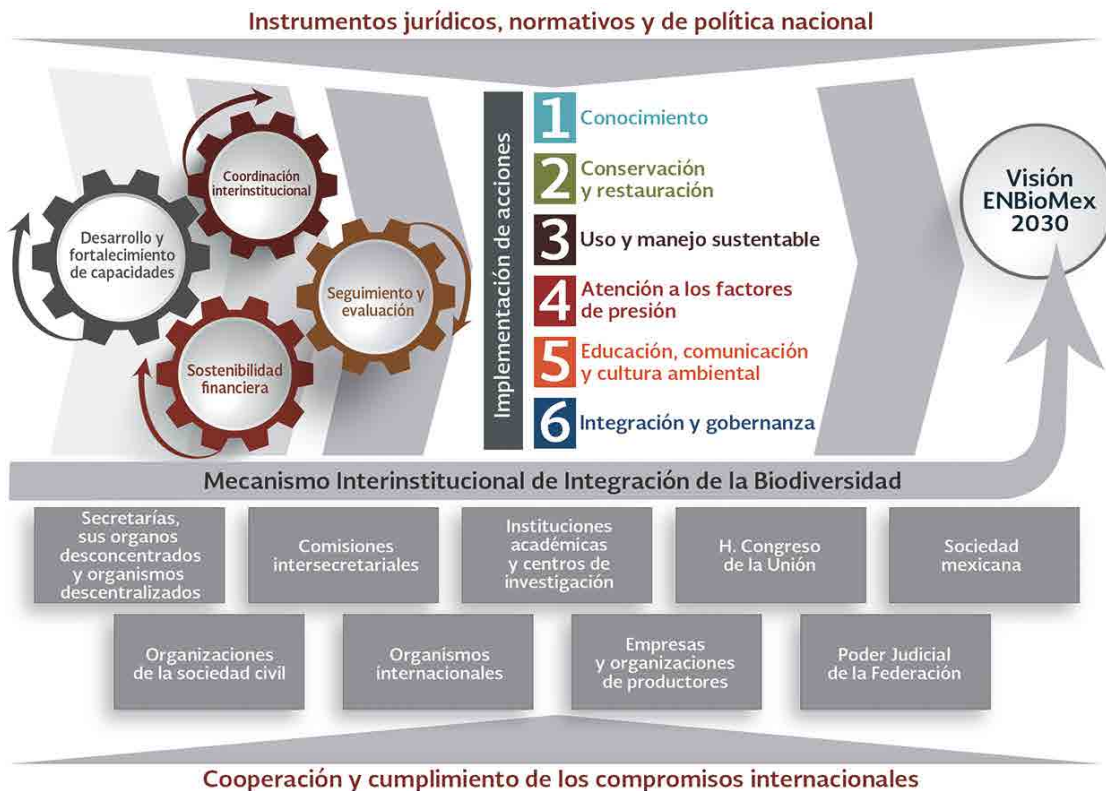 Instrumentos jurídicos, normativos y de política nacional
Coordinación
interinstitucional
Desarrollo y
fortalecimiento
de capacidades
Seguimiento y
evaluación
Sostenibilidad
financiera
Implementación de acciones
1 Conocimiento
2 Conservación
y restauración
3 Uso y manejo sustentable
4 Atención a los factores
de presión
5 Educación, comunicación
y cultura ambiental
6 Integración y gobernanza
Visión
ENBioMex
2030
Mecanismo Interinstitucional de Integración de la Biodiversidad
Secretarías,
sus organos
desconcentrados
y organismos
descentralizados
Comisiones
intersecretariales
Instituciones
académicas
y centros de
investigación
H. Congreso
de la Unión
Sociedad
mexicana
Organizaciones
de la sociedad civil
Organismos
internacionales
Empresas
y organizaciones
de productores
Poder Judicial
de la Federación
Cooperación y cumplimiento de los compromisos internacionales